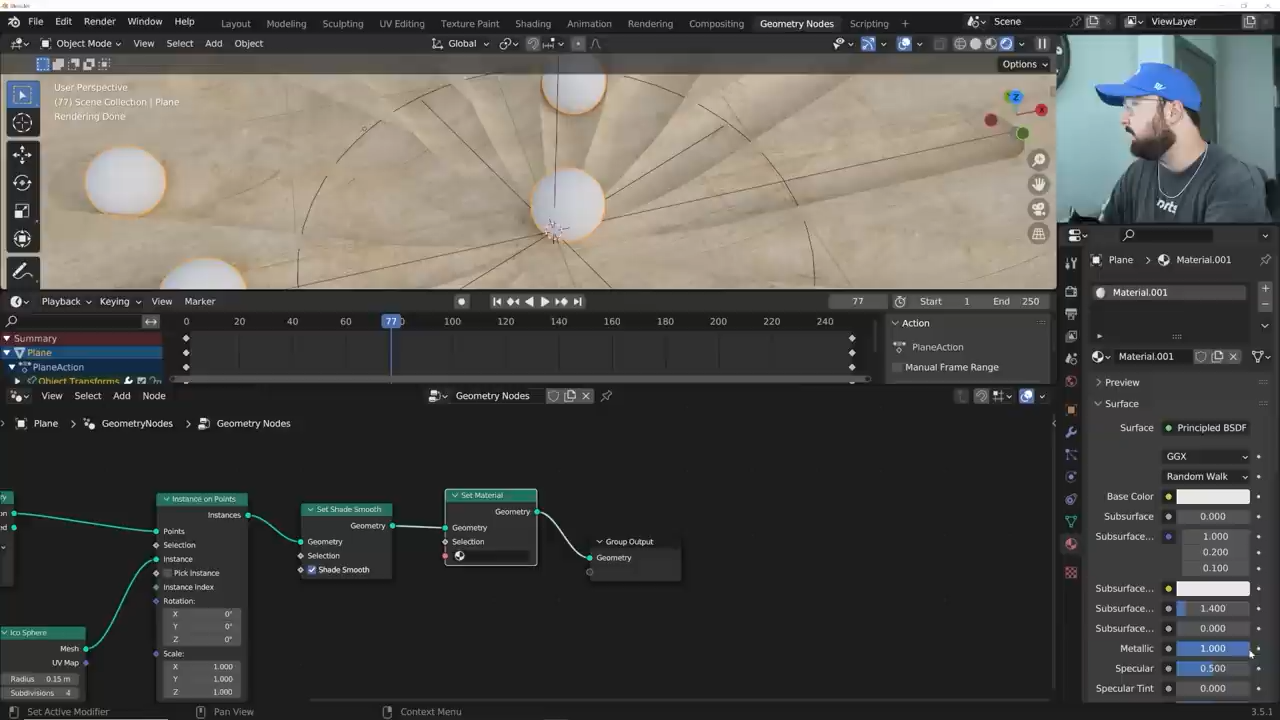 File Edit Render Window Help
Layout Modeling Sculpting UV Editing Texture Paint Shading Animation Rendering Compositing Geometry Nodes Scripting +
Scene
ViewLayer
Object Mode View Select Add Object
Global
Options
User Perspective
(77) Scene Collection | Plane
Rendering Done
Z
X
Playback Keying View Marker
77
Start 1
End 250
0 20 40 60 77 100 120 140 160 180 200 220 240
Summary
Plane
PlaneAction
Object Transforms
Action
PlaneAction
Manual Frame Range
View Select Add Node
Geometry Nodes
Plane > GeometryNodes > Geometry Nodes
Instance on Points
Instances
Points
Selection
Instance
Pick Instance
Instance Index
Rotation:
X 0°
Y 0°
Z 0°
Scale:
X 1.000
Y 1.000
Z 1.000
Ico Sphere
Mesh
UV Map
Radius 0.15 m
Subdivisions 4
Set Shade Smooth
Geometry
Geometry
Selection
Shade Smooth
Set Material
Geometry
Geometry
Selection
Group Output
Geometry
Plane > Material.001
Material.001
Material.001
Preview
Surface
Surface Principled BSDF
GGX
Random Walk
Base Color
Subsurface 0.000
Subsurface... 1.000
0.200
0.100
Subsurface...
Subsurface... 1.400
Subsurface... 0.000
Metallic 1.000
Specular 0.500
Specular Tint 0.000
Set Active Modifier
Pan View
Context Menu
3.5.1